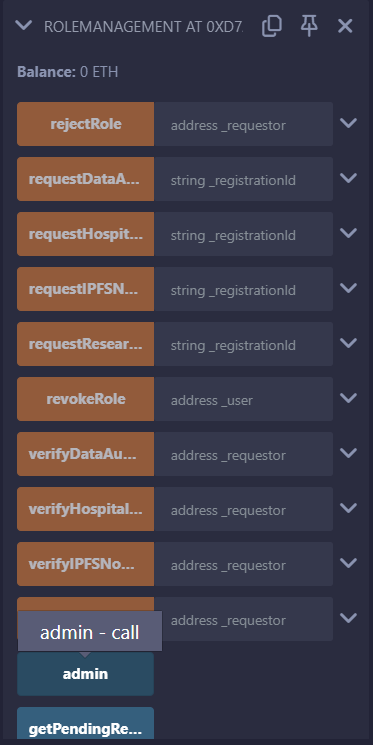 ROLEMANAGEMENT AT 0XD7.
Balance: 0 ETH
rejectRole address _requestor
requestDataA... string _registrationId
requestHospit... string _registrationId
requestIPFSN... string _registrationId
requestResear... string _registrationId
revokeRole address _user
verifyDataAu... address _requestor
verifyHospital... address _requestor
verifyIPFSNo... address _requestor
address _requestor
admin - call
admin
getPendingRe...